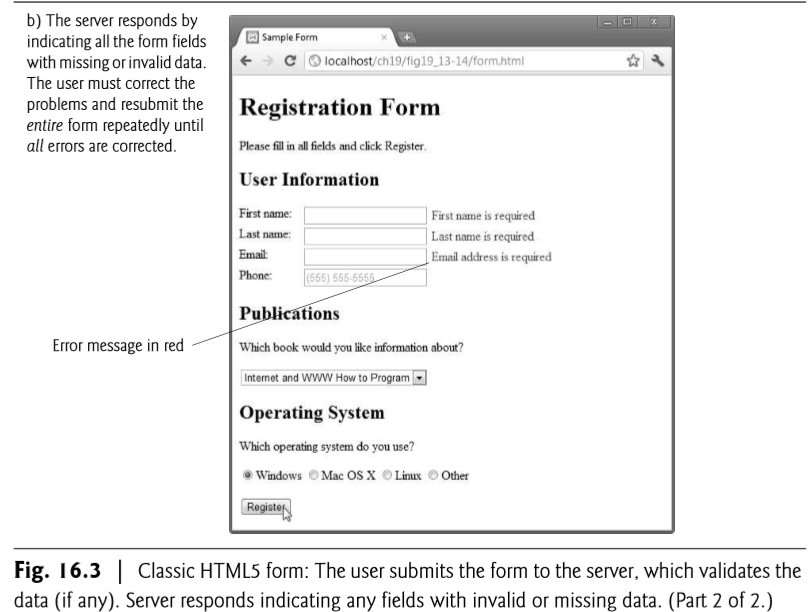 b) The server responds by
indicating all the form fields
with missing or invalid data.
The user must correct the
problems and resubmit the
entire form repeatedly until
all errors are corrected.
Sample Form
localhost/ch19/fig19_13-14/form.html
Registration Form
Please fill in all fields and click Register.
User Information
First name: First name is required
Last name: Last name is required
Email: Email address is required
Phone: (555) 555-5555
Publications
Error message in red
Which book would you like information about?
Internet and WWW How to Program
Operating System
Which operating system do you use?
Windows Mac OS X Linux Other
Register
Fig. 16.3 | Classic HTML5 form: The user submits the form to the server, which validates the
data (if any). Server responds indicating any fields with invalid or missing data. (Part 2 of 2.)